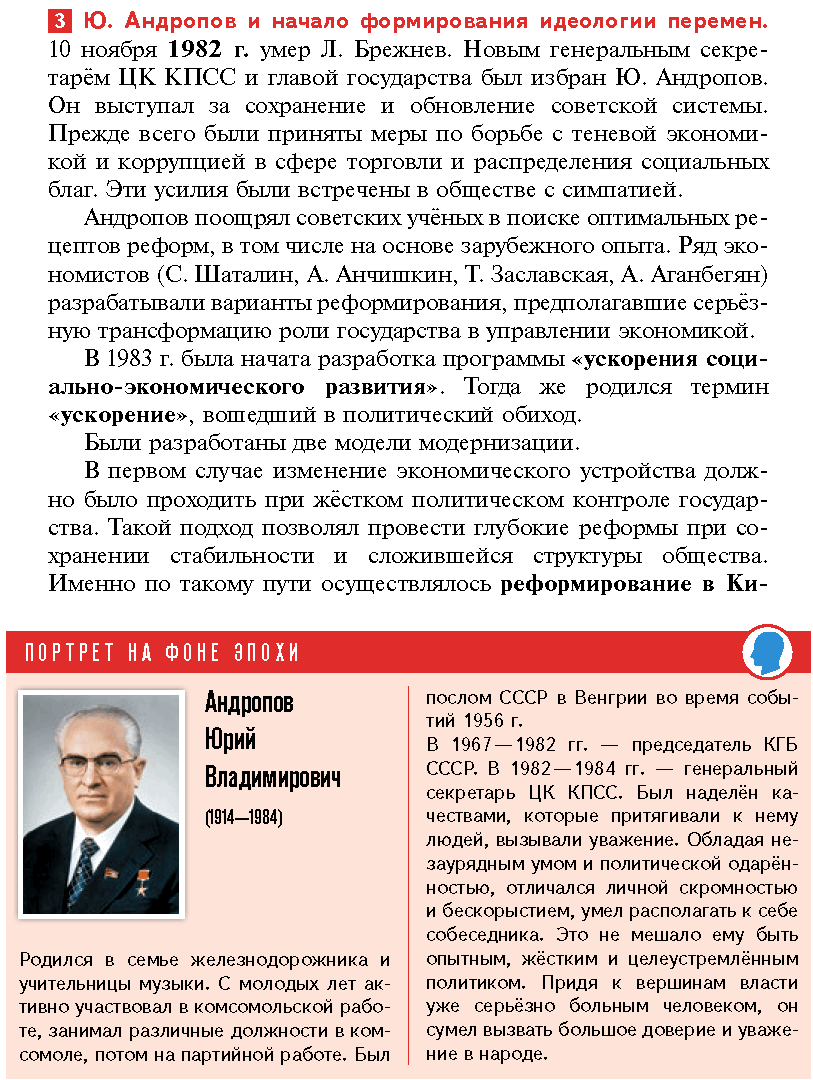 3 Ю. Андропов и начало формирования идеологии перемен.
10 ноября 1982 г. умер Л. Брежнев. Новым генеральным секре-
тарём ЦК КПСС и главой государства был избран Ю. Андропов.
Он выступал за сохранение и обновление советской системы.
Прежде всего были приняты меры по борьбе с теневой экономи-
кой и коррупцией в сфере торговли и распределения социальных
благ. Эти усилия были встречены в обществе с симпатией.
Андропов поощрял советских учёных в поиске оптимальных ре-
цептов реформ, в том числе на основе зарубежного опыта. Ряд эко-
номистов (С. Шаталин, А. Анчишкин, Т. Заславская, А. Аганбегян)
разрабатывали варианты реформирования, предполагавшие серьёз-
ную трансформацию роли государства в управлении экономикой.
В 1983 г. была начата разработка программы «ускорения соци-
ально-экономического развития». Тогда же родился термин
«ускорение», вошедший в политический обиход.
Были разработаны две модели модернизации.
В первом случае изменение экономического устройства долж-
но было проходить при жёстком политическом контроле государ-
ства. Такой подход позволял провести глубокие реформы при со-
хранении стабильности и сложившейся структуры общества.
Именно по такому пути осуществлялось реформирование в Ки-
ПОРТРЕТ НА ФОНЕ ЭПОХИ
Андропов
Юрий
Владимирович
(1914—1984)
Родился в семье железнодорожника и
учительницы музыки. С молодых лет ак-
тивно участвовал в комсомольской рабо-
те, занимал различные должности в ком-
сомоле, потом на партийной работе. Был
послом СССР в Венгрии во время собы-
тий 1956 г.
В 1967—1982 гг. — председатель КГБ
СССР. В 1982—1984 гг. — генеральный
секретарь ЦК КПСС. Был наделён ка-
чествами, которые притягивали к нему
людей, вызывали уважение. Обладая не-
заурядным умом и политической одарён-
ностью, отличался личной скромностью
и бескорыстием, умел располагать к себе
собеседника. Это не мешало ему быть
опытным, жёстким и целеустремлённым
политиком. Придя к вершинам власти
уже серьёзно больным человеком, он
сумел вызвать большое доверие и уваже-
ние в народе.